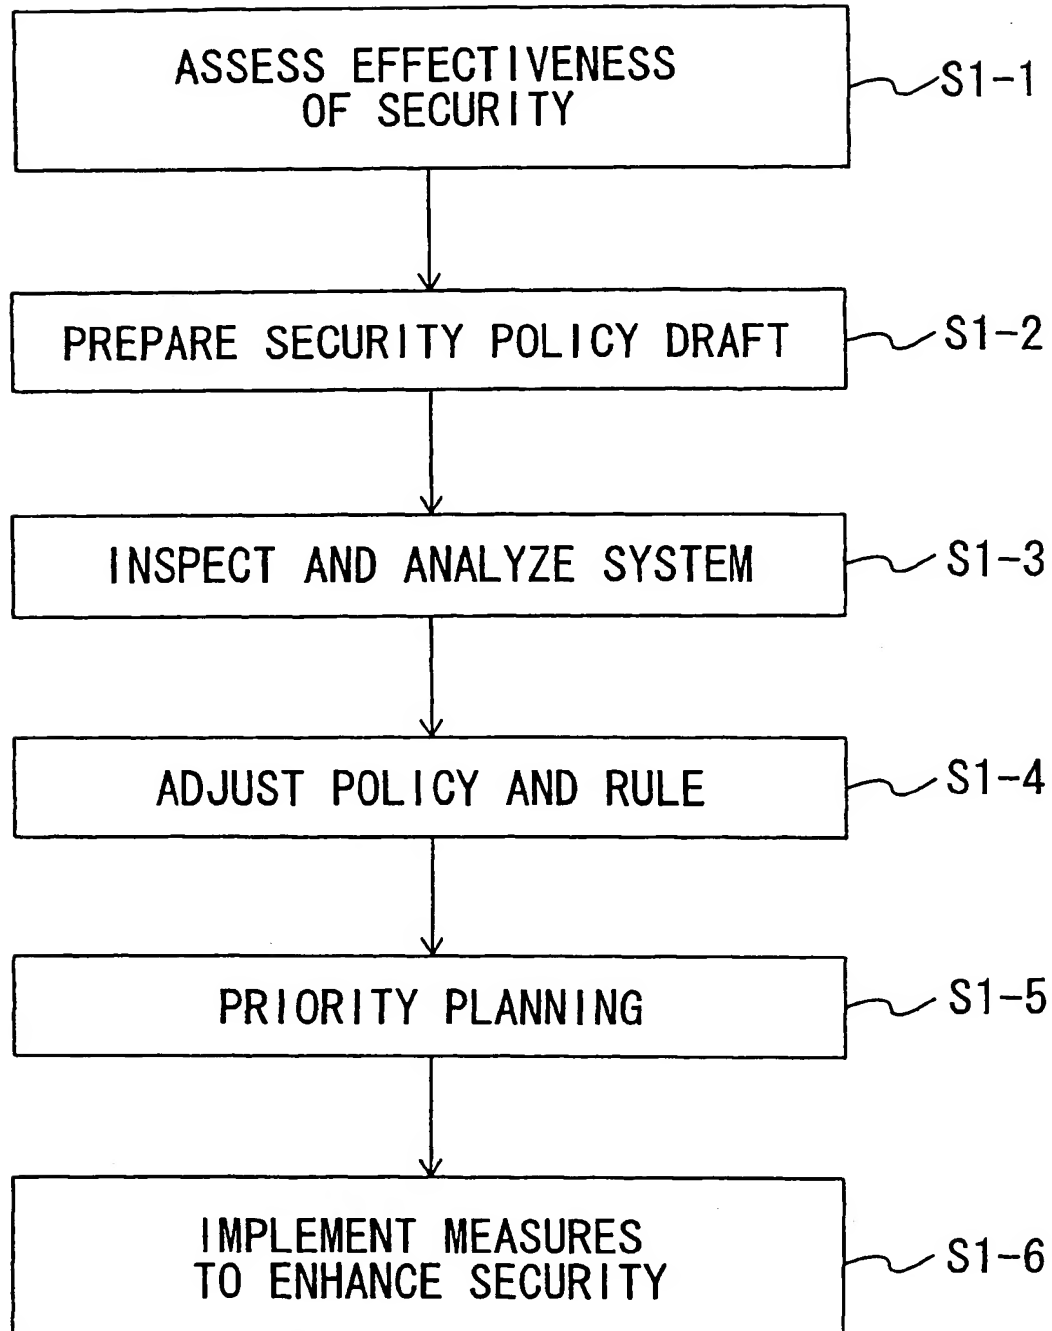 ASSESS EFFECTIVENESS
OF SECURITY
S1-1
PREPARE SECURITY POLICY DRAFT
S1-2
INSPECT AND ANALYZE SYSTEM
S1-3
ADJUST POLICY AND RULE
S1-4
PRIORITY PLANNING
S1-5
IMPLEMENT MEASURES
TO ENHANCE SECURITY
S1-6